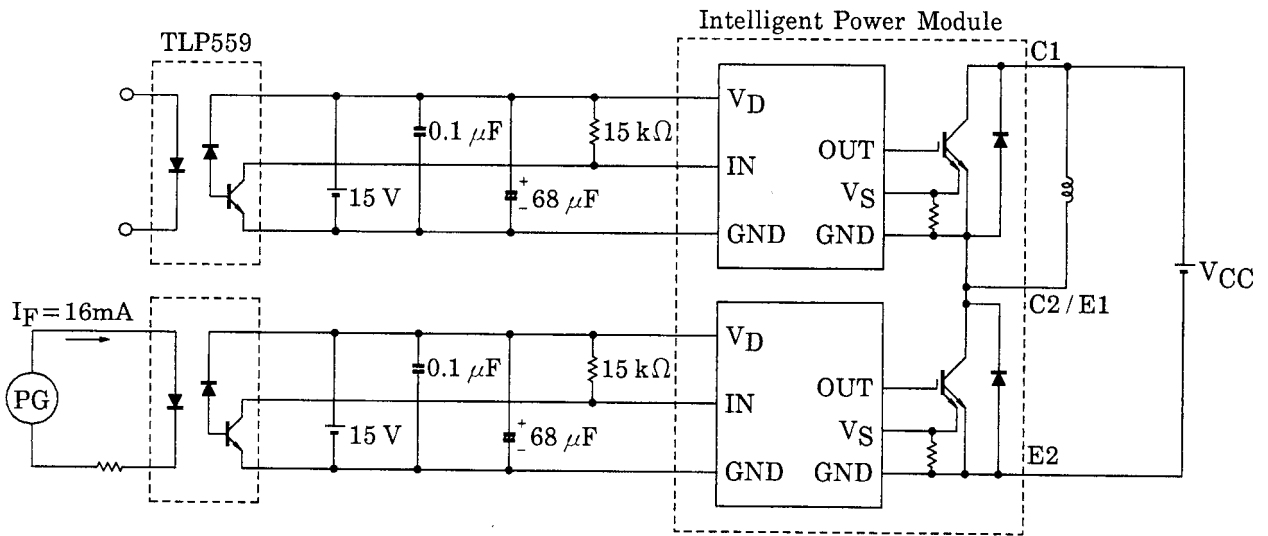 Intelligent Power Module
TLP559
C1
V_D
0.1 μF
15 kΩ
OUT
IN
V_S
15 V
+
−
68 μF
GND
GND
V_CC
I_F=16mA
C2/E1
V_D
0.1 μF
15 kΩ
PG
OUT
IN
V_S
15 V
+
−
68 μF
E2
GND
GND